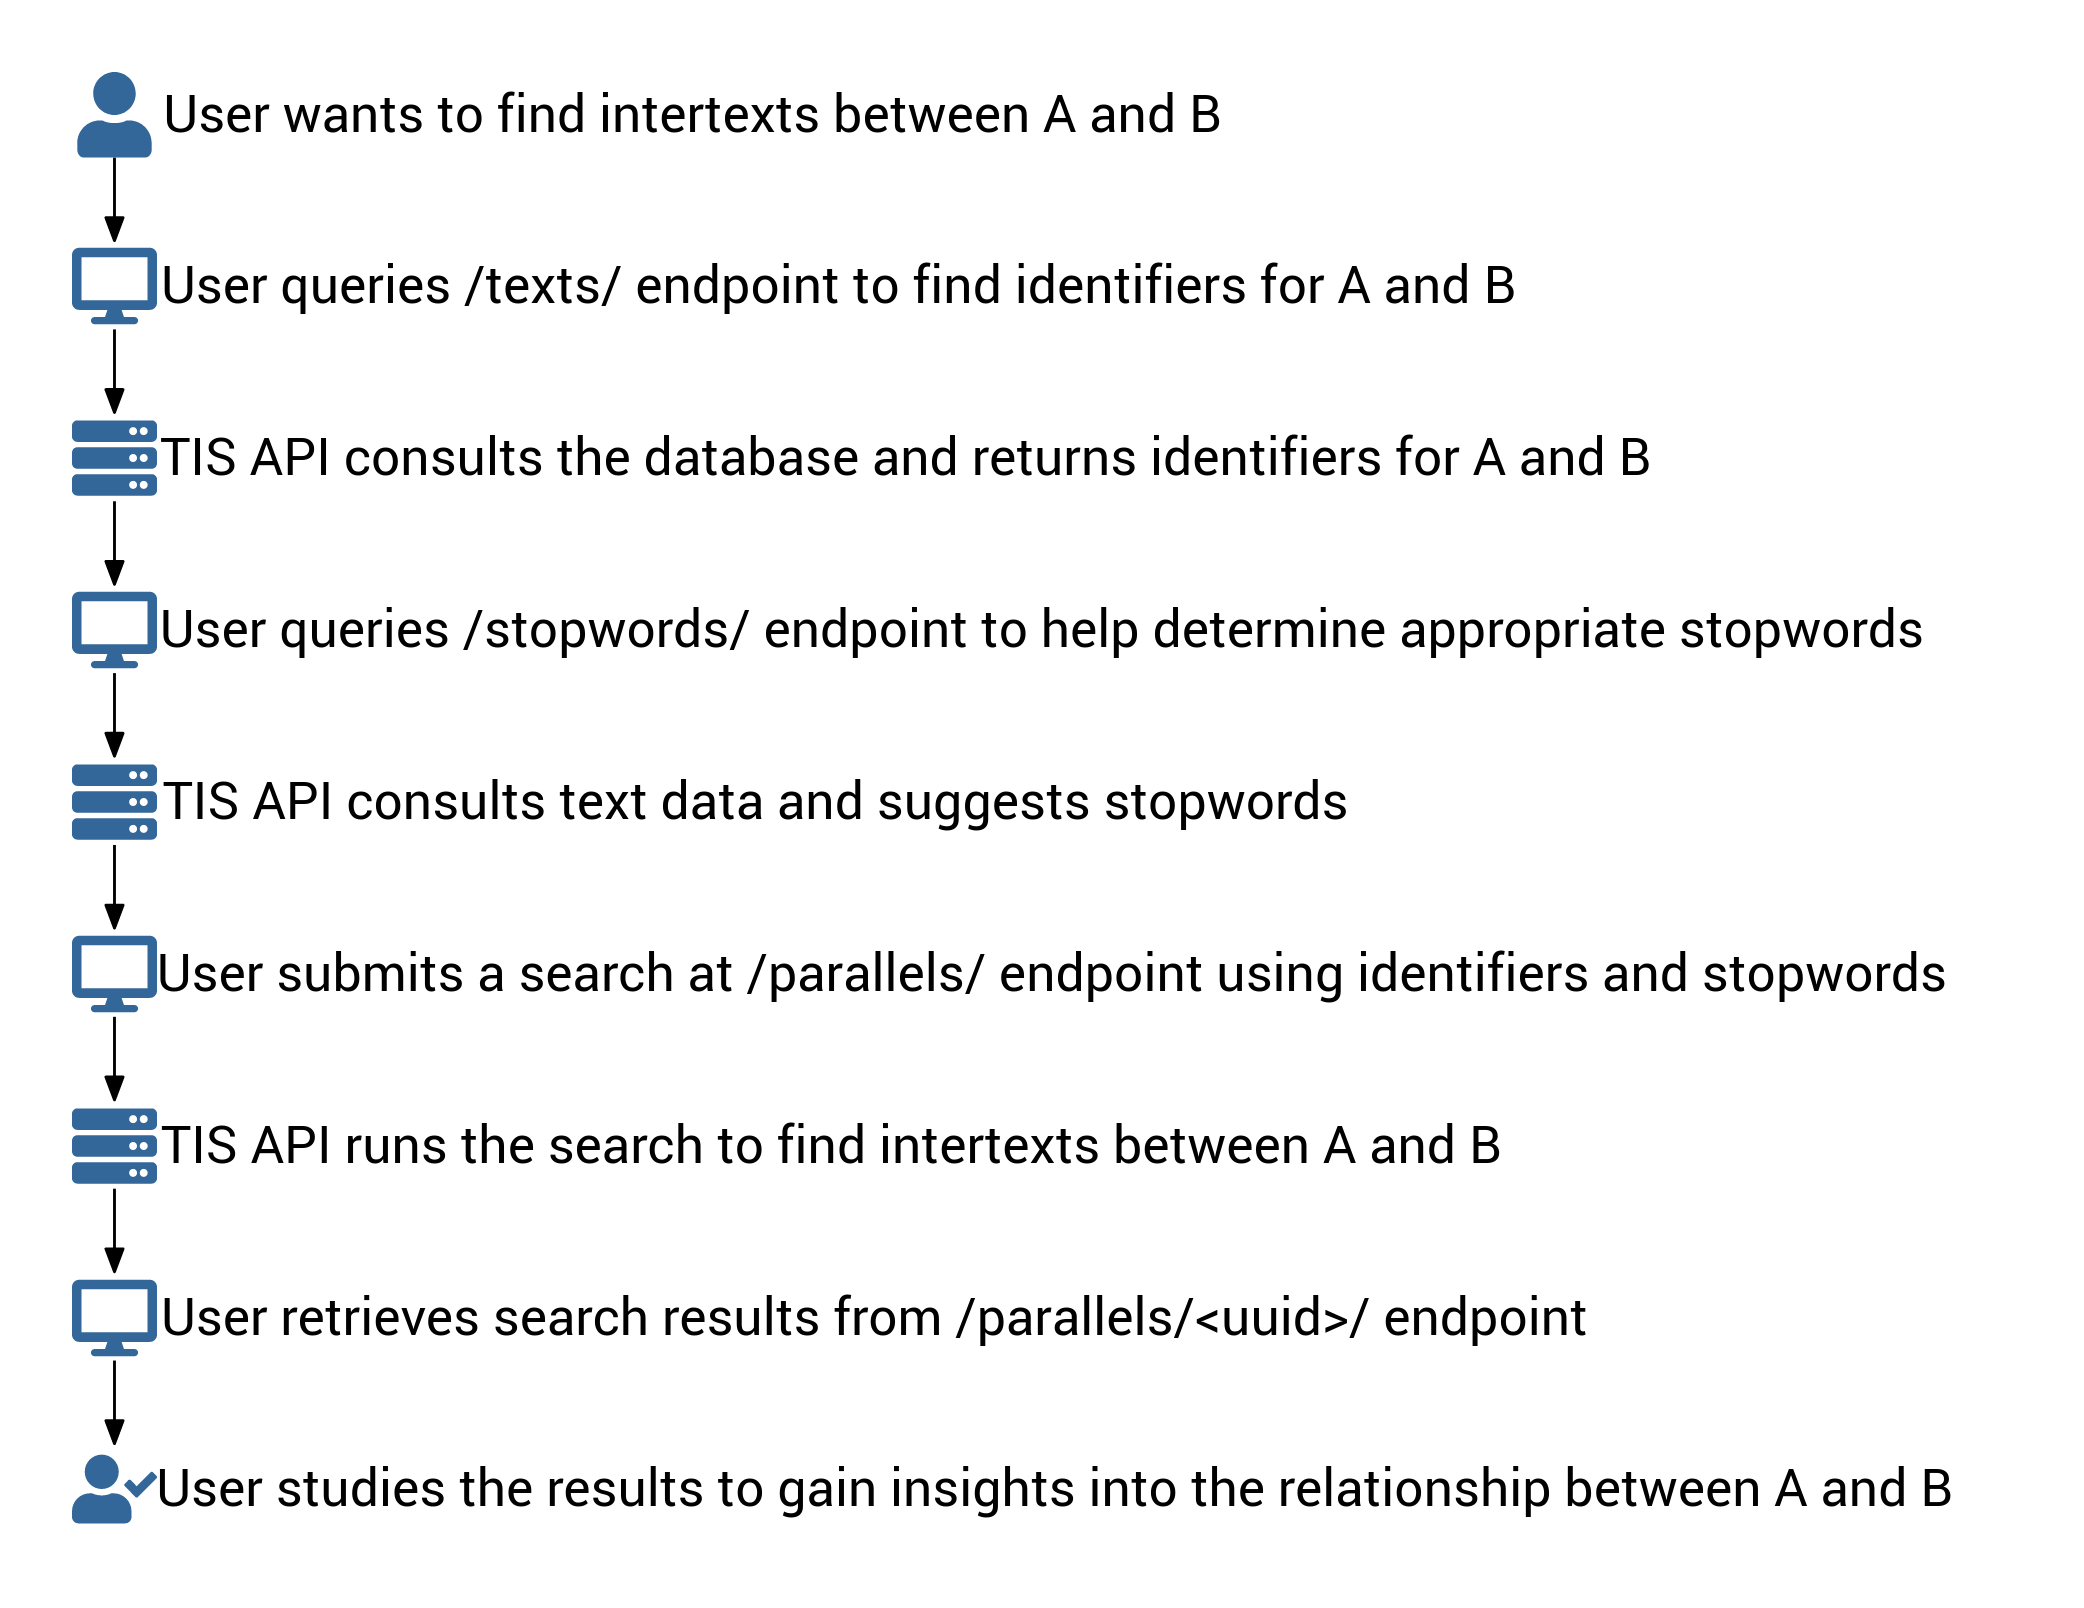 User wants to find intertexts between A and B
User queries /texts/ endpoint to find identifiers for A and B
TIS API consults the database and returns identifiers for A and B
User queries /stopwords/ endpoint to help determine appropriate stopwords
TIS API consults text data and suggests stopwords
User submits a search at /parallels/ endpoint using identifiers and stopwords
TIS API runs the search to find intertexts between A and B
User retrieves search results from /parallels/<uuid>/ endpoint
User studies the results to gain insights into the relationship between A and B